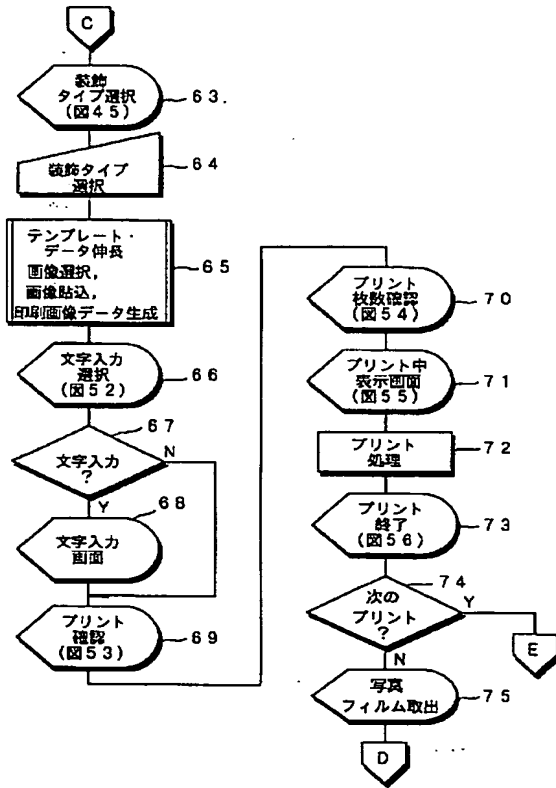 C
装飾
タイプ選択
(図45)
63.
装飾タイプ
選択
64
テンプレート・
データ伸長
画像選択,
画像貼込,
印刷画像データ生成
65
文字入力
選択
(図52)
66
67
文字入力
?
N
Y
68
文字入力
画面
プリント
確認
(図53)
69
プリント
枚数確認
(図54)
70
プリント中
表示画面
(図55)
71
プリント
処理
72
プリント
終了
(図56)
73
74
次の
プリント
?
Y
E
N
写真
フィルム取出
75
D